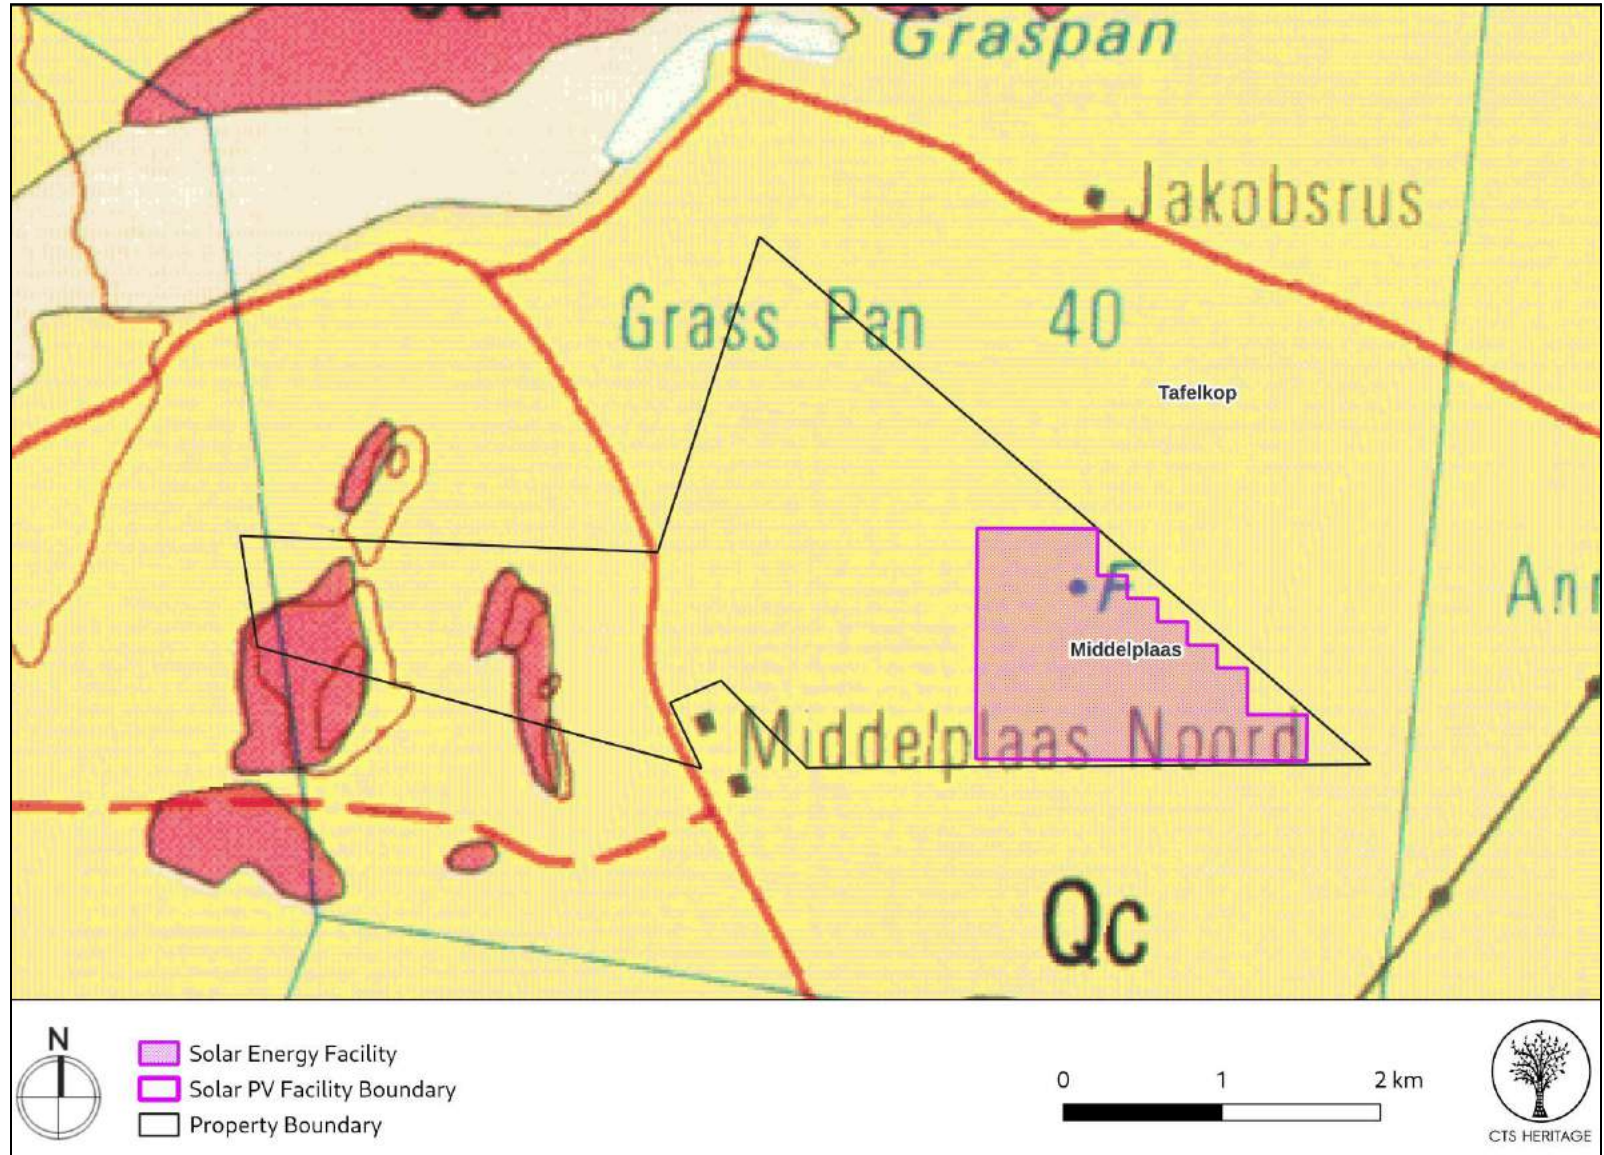 Graspan
Jakobsrus
Grass Pan 40
Tafelkop
F
Middelplaas
Middelplaas Noord
Qc
N
Solar Energy Facility
Solar PV Facility Boundary
Property Boundary
0 1 2 km
CTS HERITAGE